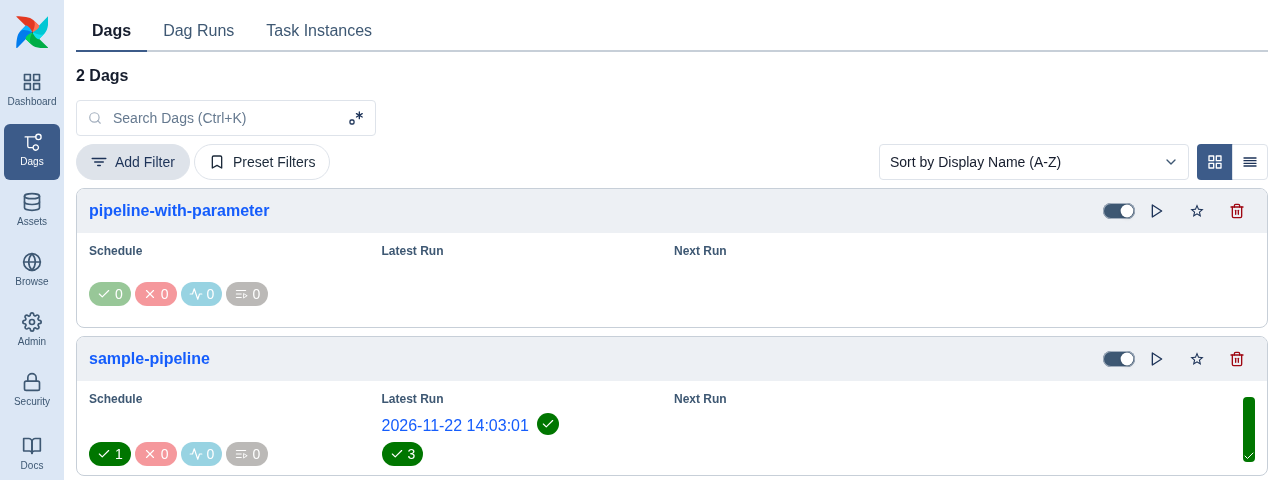 Dags Dag Runs Task Instances
2 Dags
Search Dags (Ctrl+K)
Add Filter Preset Filters Sort by Display Name (A-Z)
Dashboard
Dags
Assets
Browse
Admin
Security
Docs
pipeline-with-parameter
Schedule Latest Run Next Run
0 0 0 0
sample-pipeline
Schedule Latest Run Next Run
2026-11-22 14:03:01
1 0 0 0 3